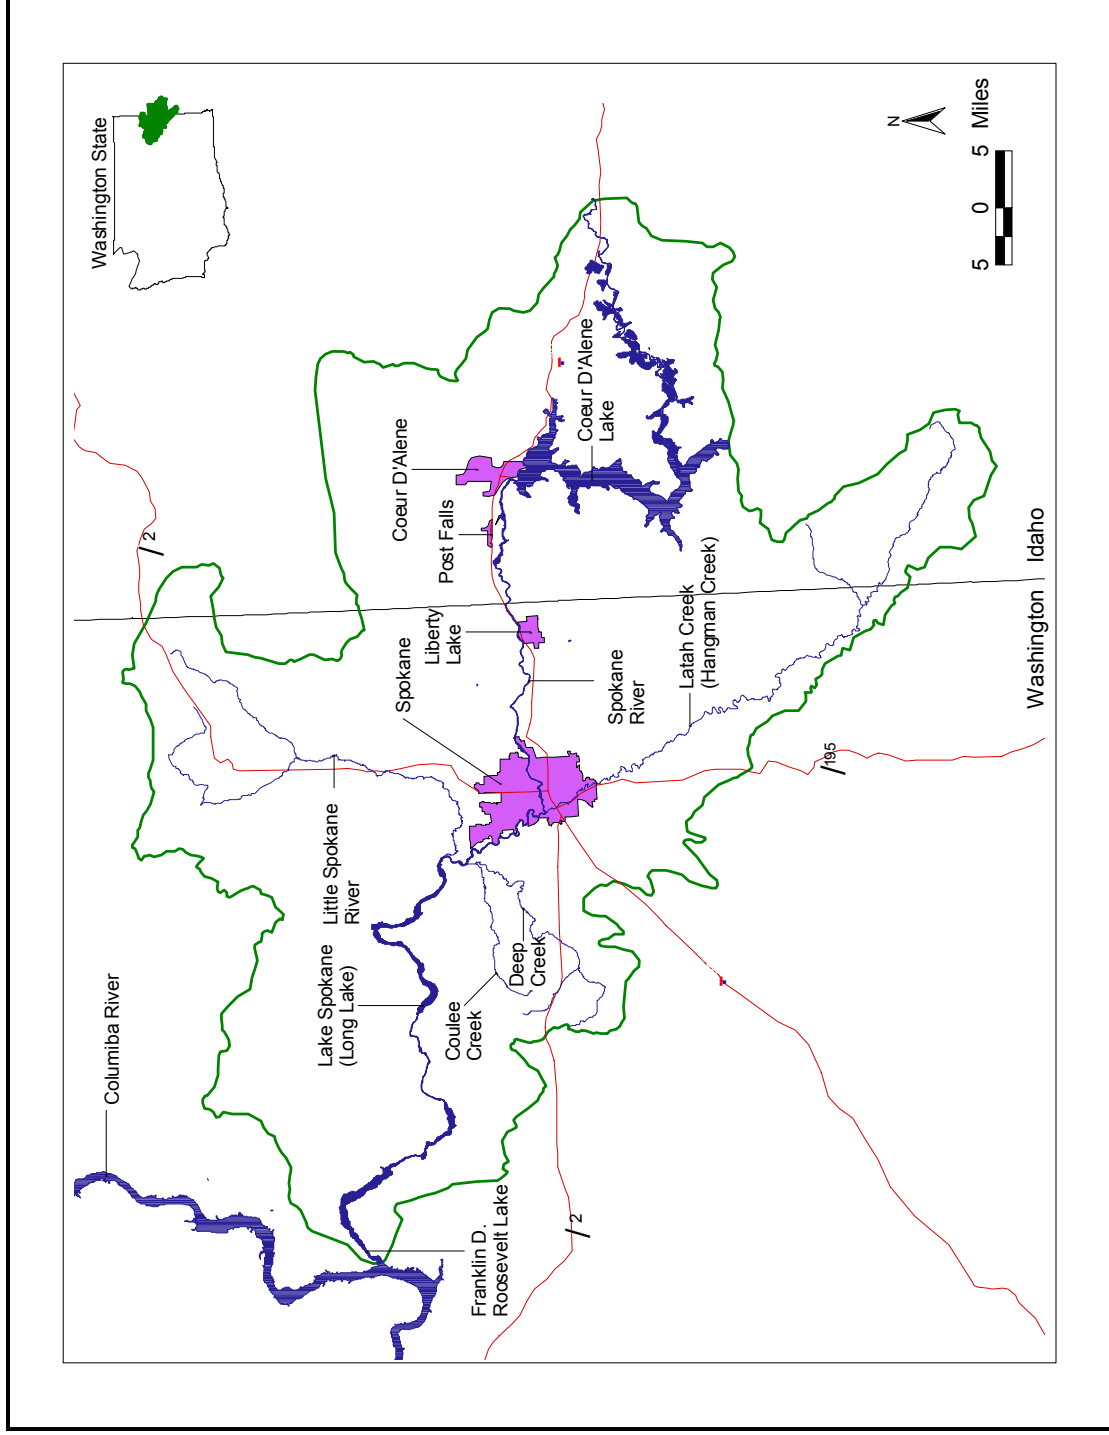 Washington State
Columiba River
Lake Spokane
(Long Lake)
Little Spokane
River
Coulee
Creek
Deep
Creek
Franklin D.
Roosevelt Lake
Spokane
Liberty
Lake
Post Falls
Coeur D'Alene
Coeur D'Alene
Lake
Spokane
River
Latah Creek
(Hangman Creek)
Washington
Idaho
2
2
195
N
5
0
5
Miles